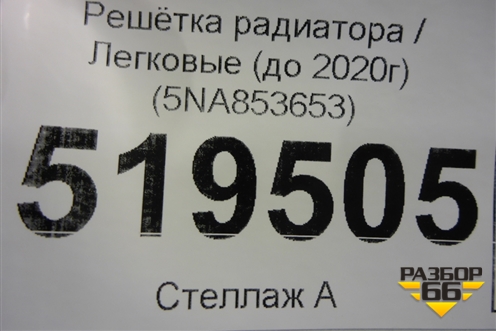 Решётка радиатора /
Легковые (до 2020г)
(5NA853653)
519505
Стеллаж А
РАЗБОР
66